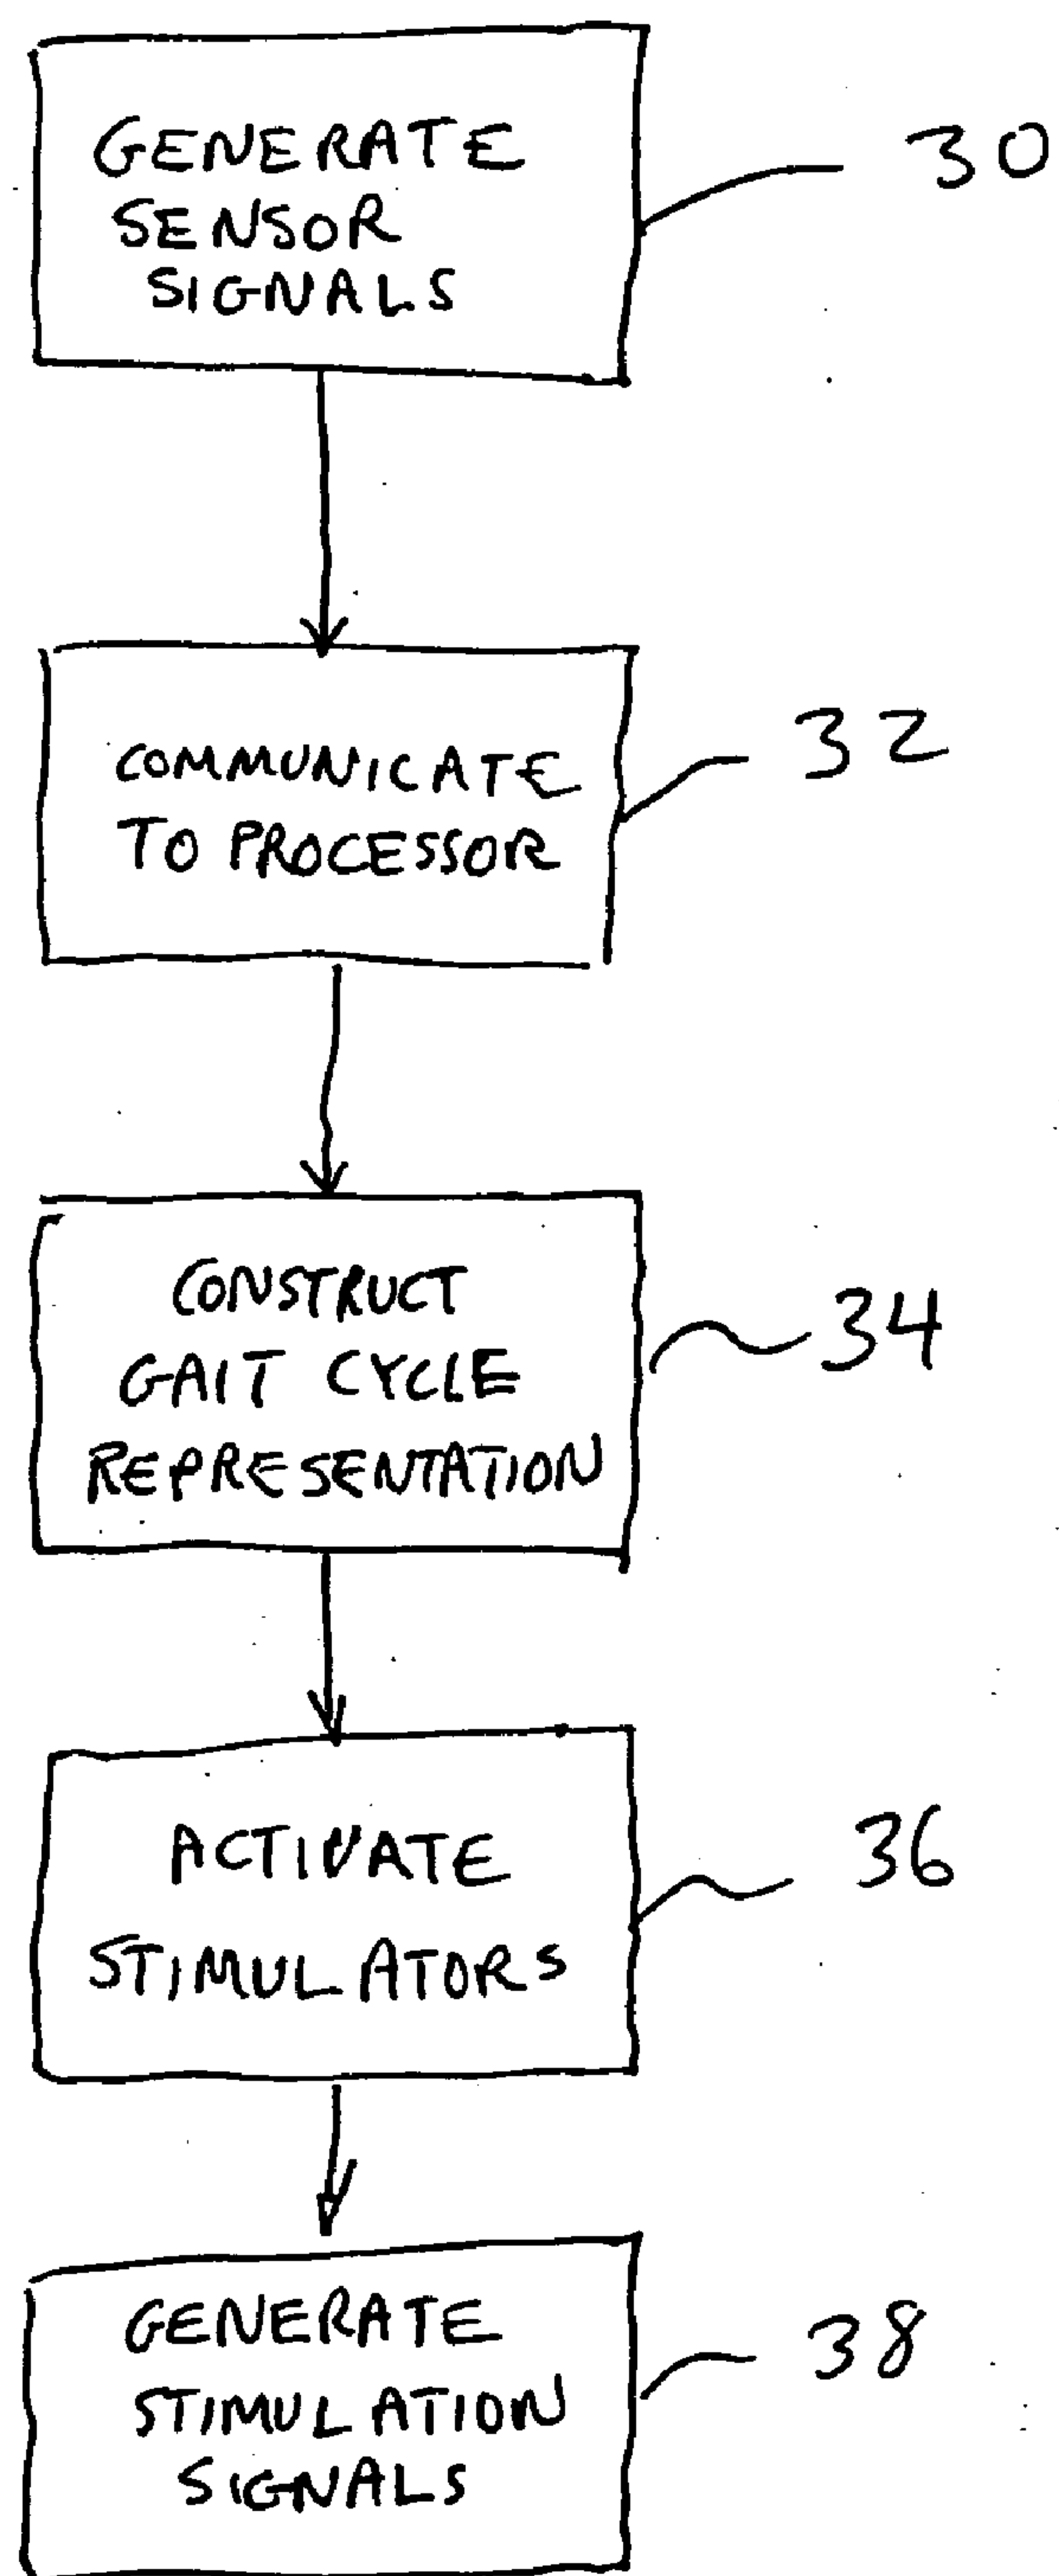 GENERATE
SENSOR
SIGNALS
30
COMMUNICATE
TO PROCESSOR
32
CONSTRUCT
GAIT CYCLE
REPRESENTATION
34
ACTIVATE
STIMULATORS
36
GENERATE
STIMULATION
SIGNALS
38